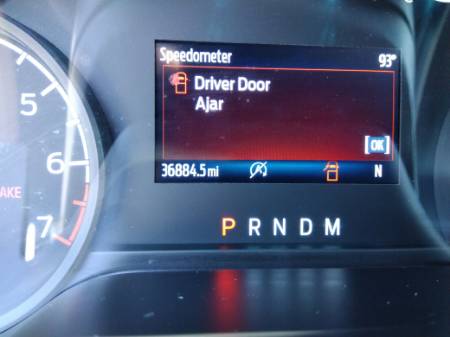 Speedometer 93°
Driver Door
Ajar
[OK]
36884.5 mi N
P R N D M
5
6
7
AKE